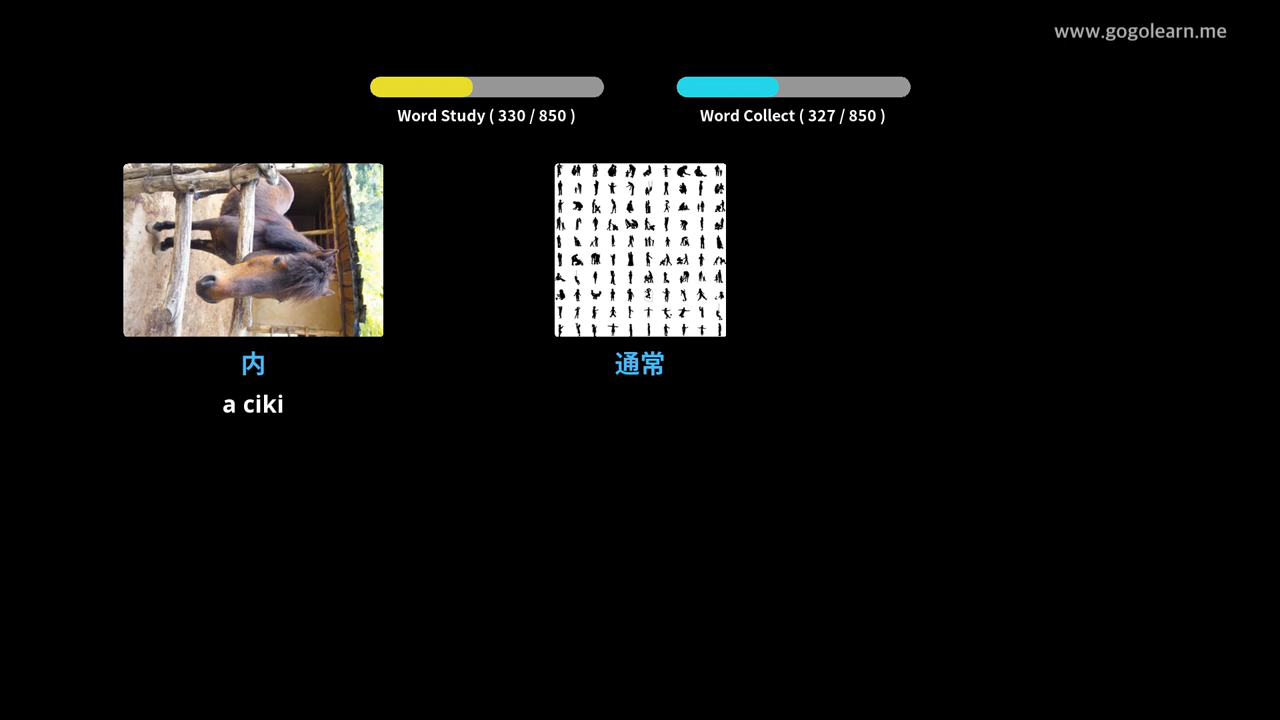 www.gogolearn.me
Word Study ( 330 / 850 )
Word Collect ( 327 / 850 )
内
通常
a ciki